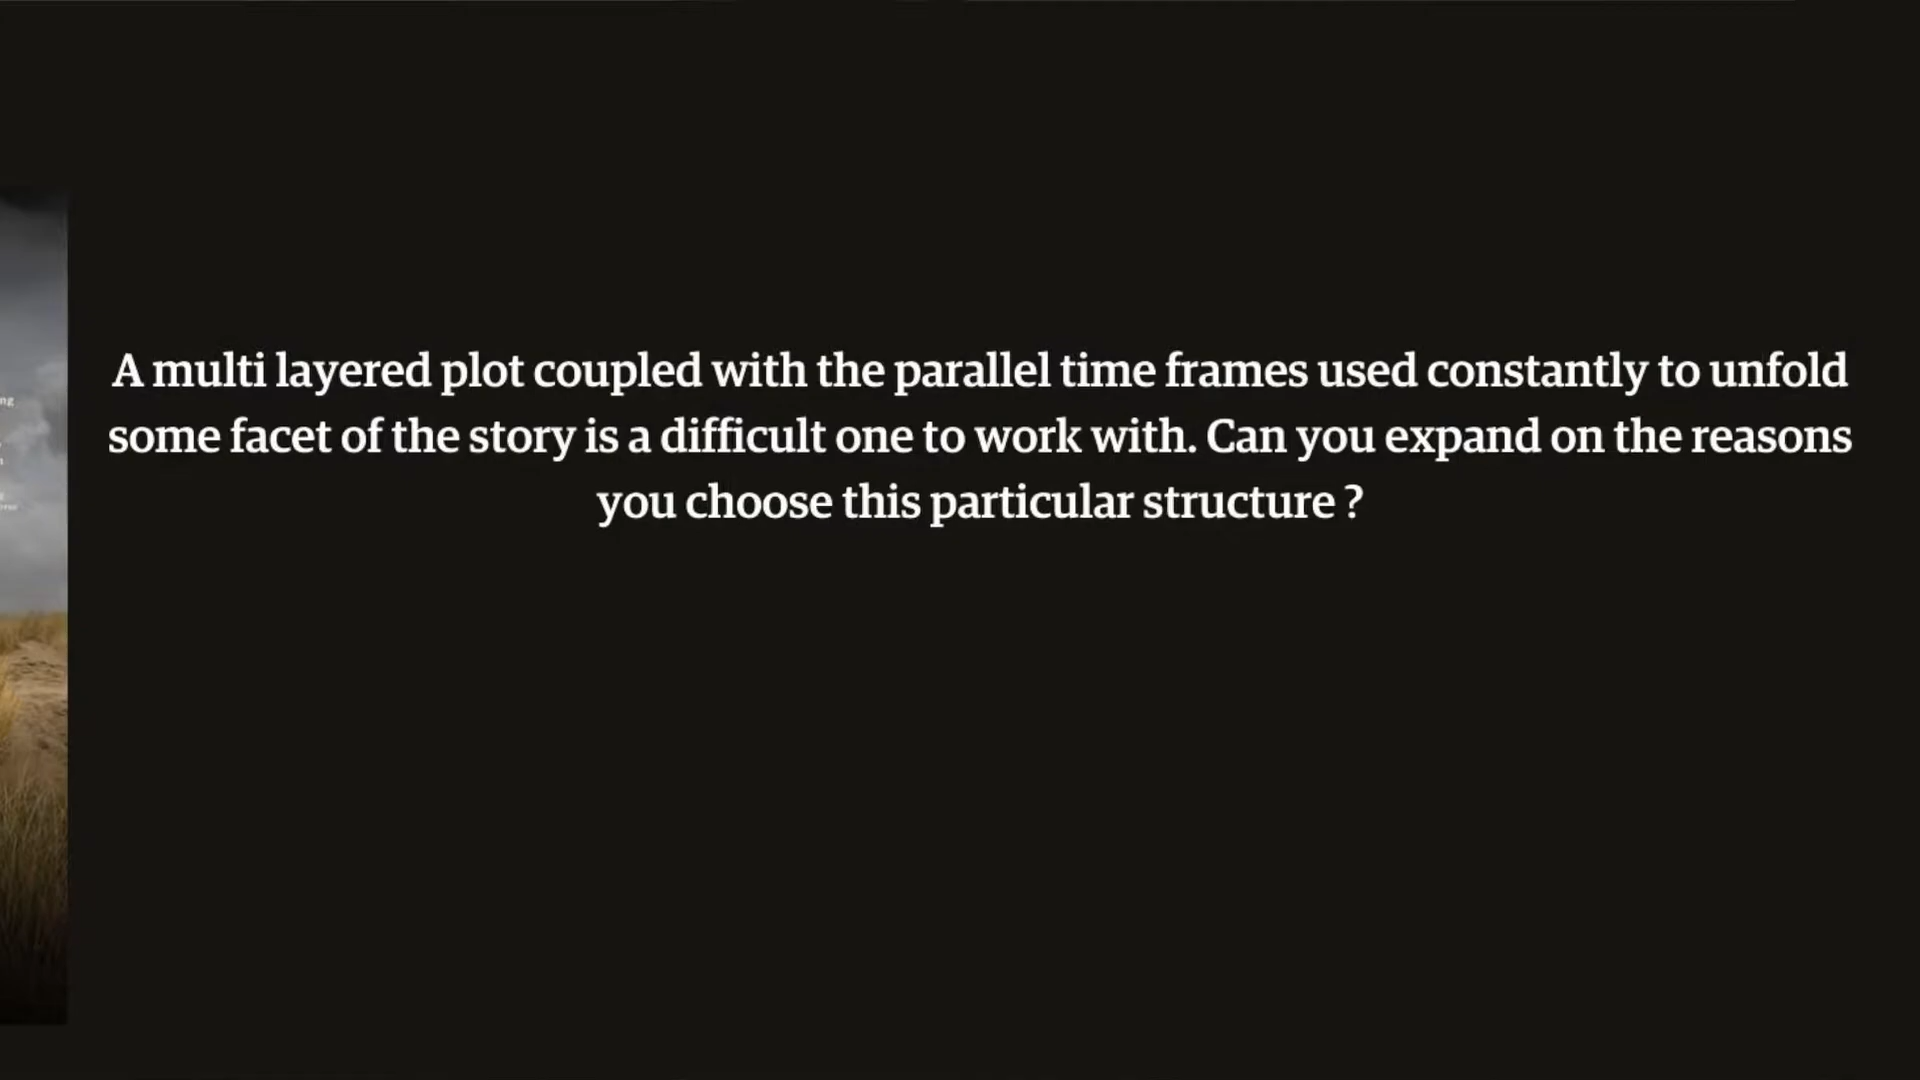 A multi layered plot coupled with the parallel time frames used constantly to unfold
some facet of the story is a difficult one to work with. Can you expand on the reasons
you choose this particular structure ?